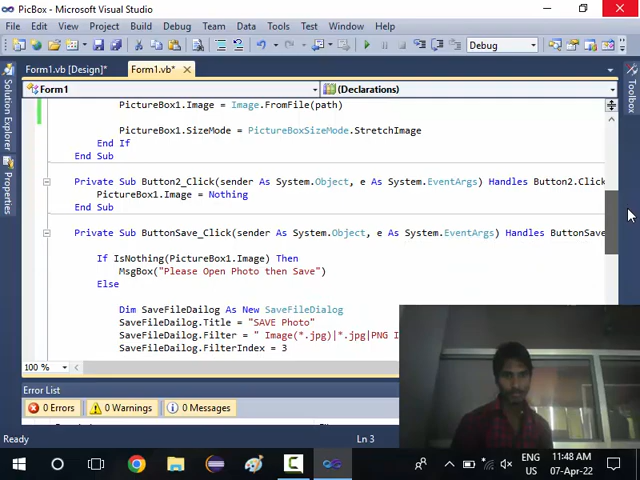 PicBox - Microsoft Visual Studio
File Edit View Project Build Debug Team Data Tools Test Window Help
Debug
Form1.vb [Design]* Form1.vb*
Form1 (Declarations)
PictureBox1.Image = Image.FromFile(path)
PictureBox1.SizeMode = PictureBoxSizeMode.StretchImage
End If
End Sub
Private Sub Button2_Click(sender As System.Object, e As System.EventArgs) Handles Button2.Click
PictureBox1.Image = Nothing
End Sub
Private Sub ButtonSave_Click(sender As System.Object, e As System.EventArgs) Handles ButtonSave
If IsNothing(PictureBox1.Image) Then
MsgBox("Please Open Photo then Save")
Else
Dim SaveFileDailog As New SaveFileDialog
SaveFileDailog.Title = "SAVE Photo"
SaveFileDailog.Filter = " Image(*.jpg)|*.jpg|PNG I
SaveFileDailog.FilterIndex = 3
100 %
Error List
0 Errors 0 Warnings 0 Messages
Ready Ln 3
Solution Explorer
Properties
Toolbox
ENG
US
11:48 AM
07-Apr-22